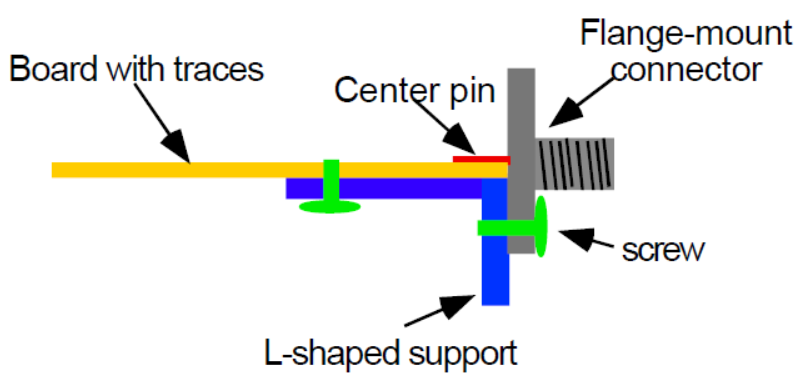 Flange-mount
connector
Board with traces
Center pin
screw
L-shaped support